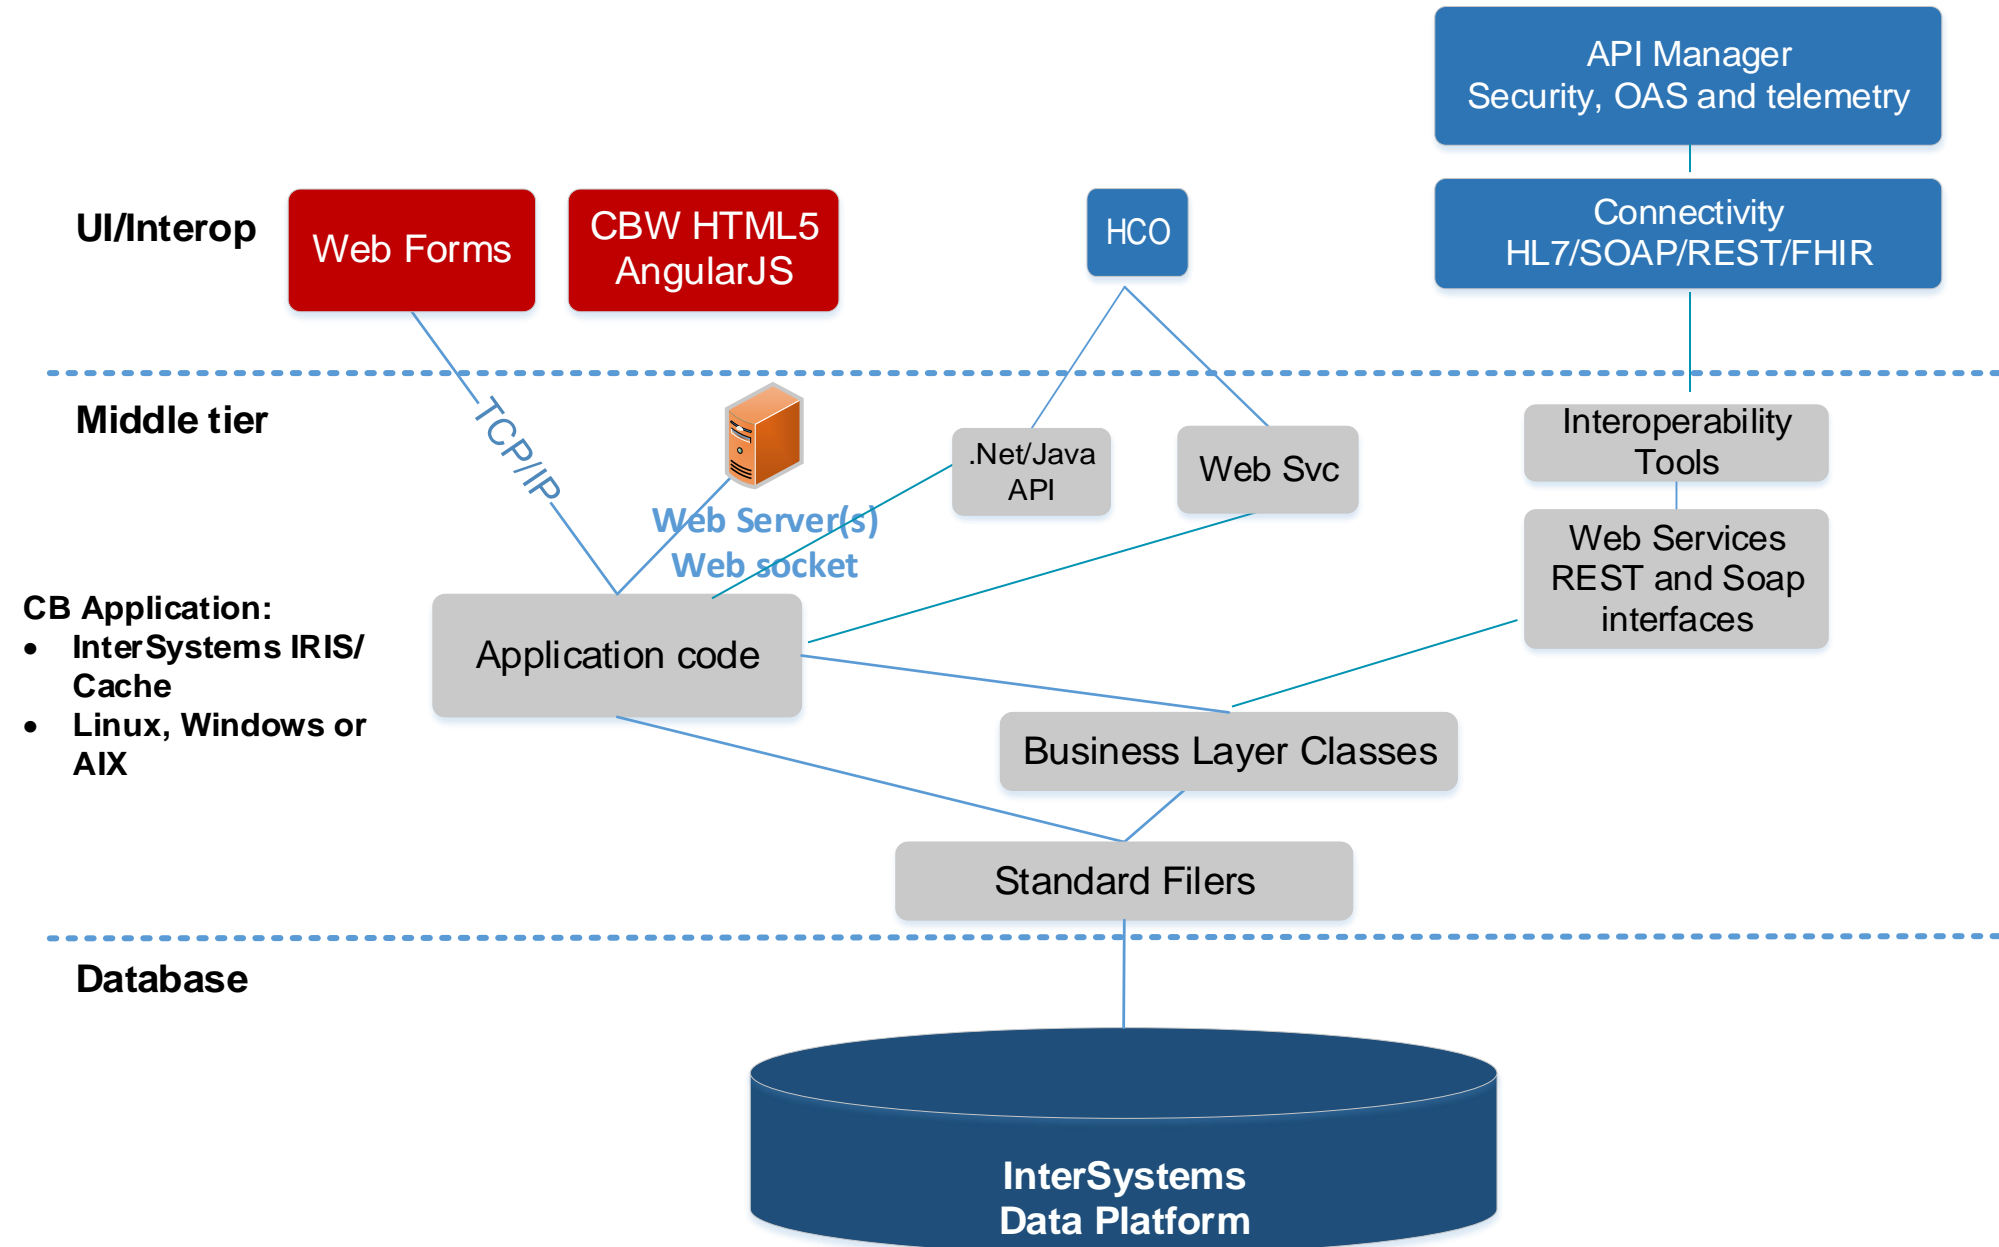 API Manager
Security, OAS and telemetry
UI/Interop
Web Forms
CBW HTML5
AngularJS
HCO
Connectivity
HL7/SOAP/REST/FHIR
Middle tier
TCP/IP
Web Server(s)
Web socket
.Net/Java
API
Web Svc
Interoperability
Tools
Web Services
REST and Soap
interfaces
CB Application:
• InterSystems IRIS/
Cache
• Linux, Windows or
AIX
Application code
Business Layer Classes
Standard Filers
Database
InterSystems
Data Platform